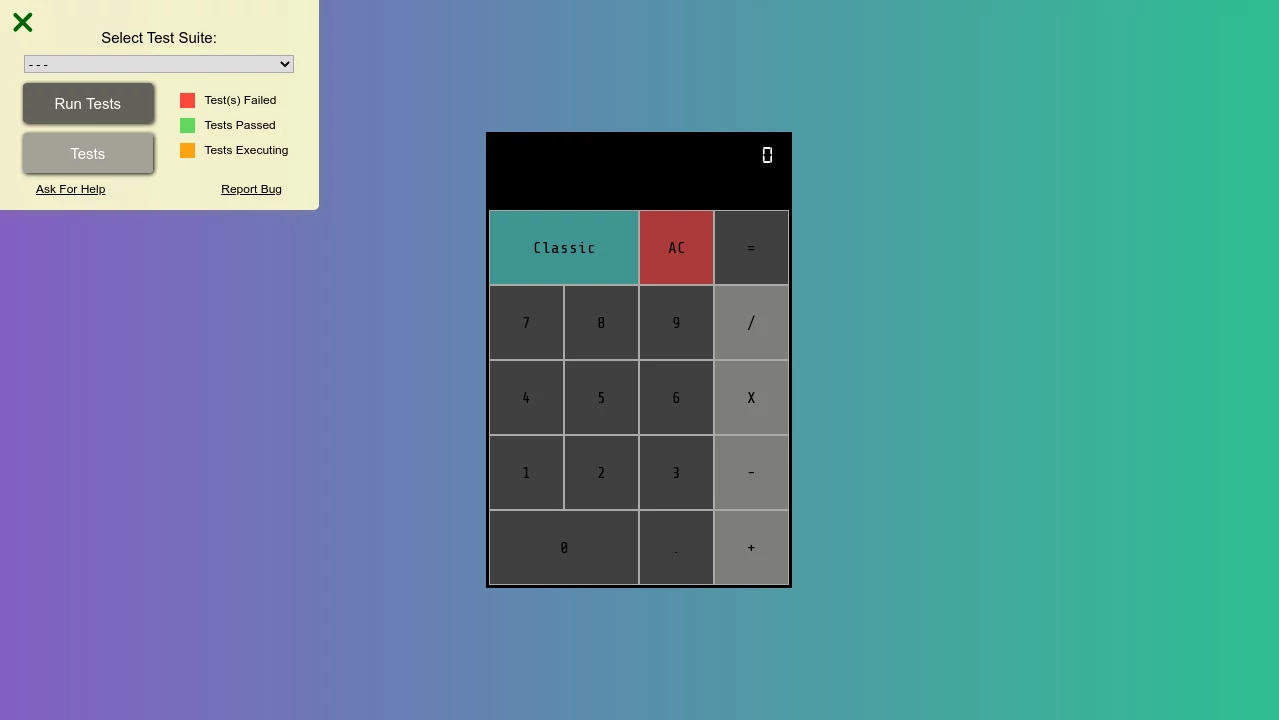 Select Test Suite:
- - -
Run Tests
Test(s) Failed
Tests Passed
Tests
Tests Executing
Ask For Help
Report Bug
0
Classic
AC
=
7
8
9
/
4
5
6
X
1
2
3
-
0
.
+